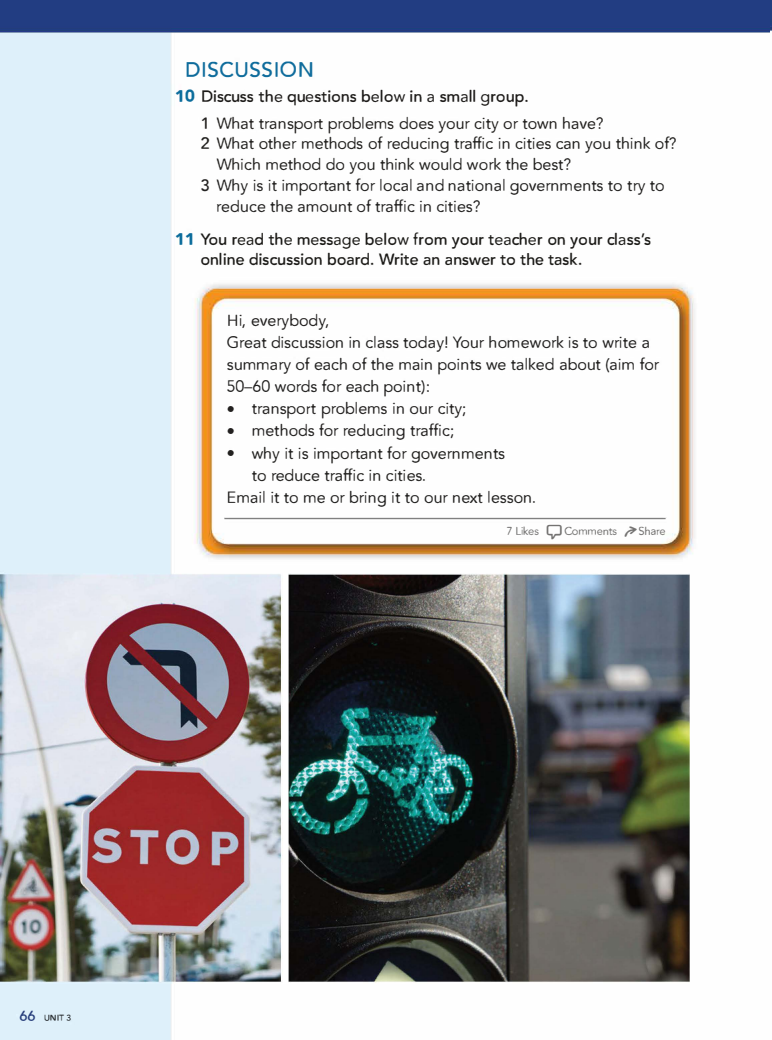 DISCUSSION
10 Discuss the questions below in a small group.
1 What transport problems does your city or town have?
2 What other methods of reducing traffic in cities can you think of?
Which method do you think would work the best?
3 Why is it important for local and national governments to try to
reduce the amount of traffic in cities?
11 You read the message below from your teacher on your class's
online discussion board. Write an answer to the task.
Hi, everybody,
Great discussion in class today! Your homework is to write a
summary of each of the main points we talked about (aim for
50–60 words for each point):
• transport problems in our city;
• methods for reducing traffic;
• why it is important for governments
to reduce traffic in cities.
Email it to me or bring it to our next lesson.
7 Likes Comments Share
STOP
10
66 UNIT 3